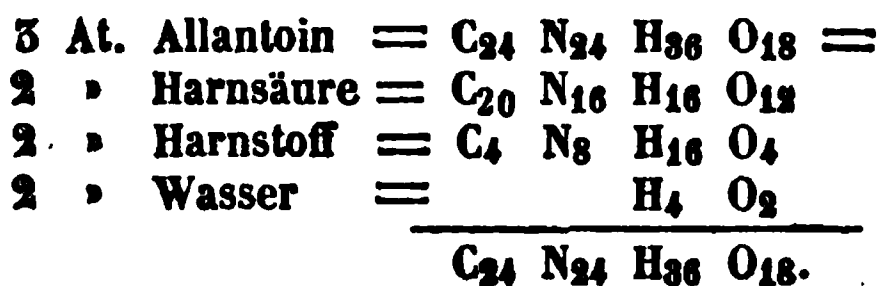 3 At. Allantoin = C₂₄ N₂₄ H₃₆ O₁₈ =
2 » Harnsäure = C₂₀ N₁₆ H₁₆ O₁₂
2 » Harnstoff = C₄ N₈ H₁₆ O₄
2 » Wasser = H₄ O₂
C₂₄ N₂₄ H₃₆ O₁₈.